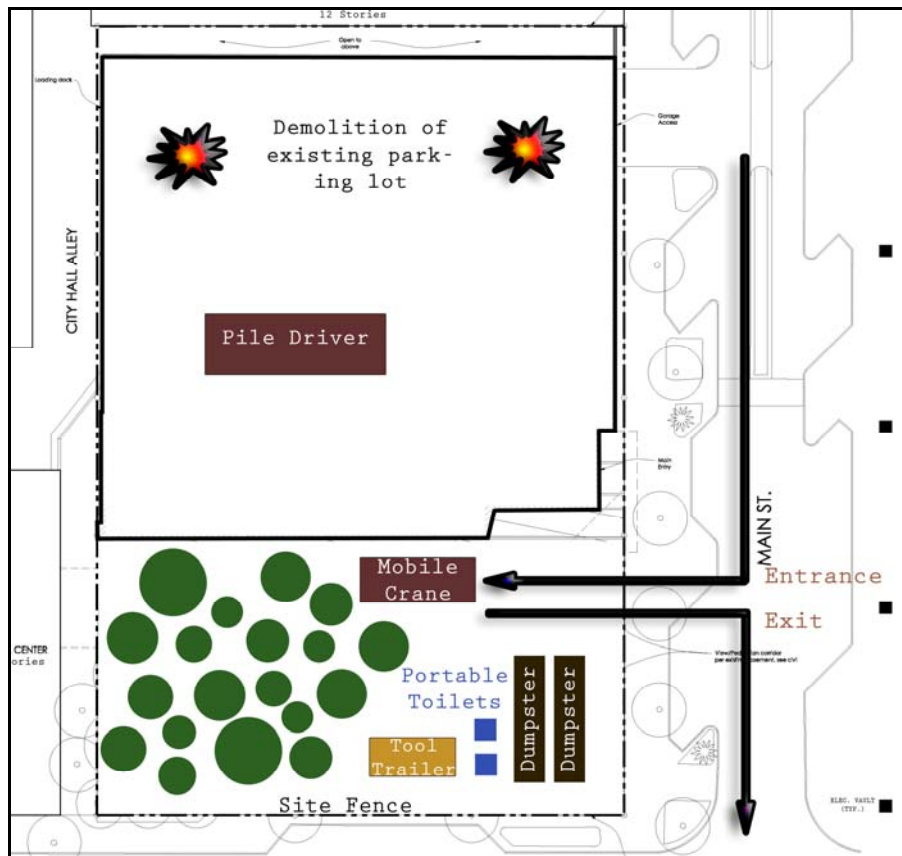 12 Stories
Open to
above
Loading dock
Garage
Access
Demolition of
existing park-
ing lot
CITY HALL ALLEY
Pile Driver
Main
Entry
MAIN ST.
Mobile
Crane
Entrance
Exit
CENTER
ories
per existing
Portable
Toilets
Dumpster
Dumpster
Tool
Trailer
Site Fence
ELEC. VAULT
(TYP.)